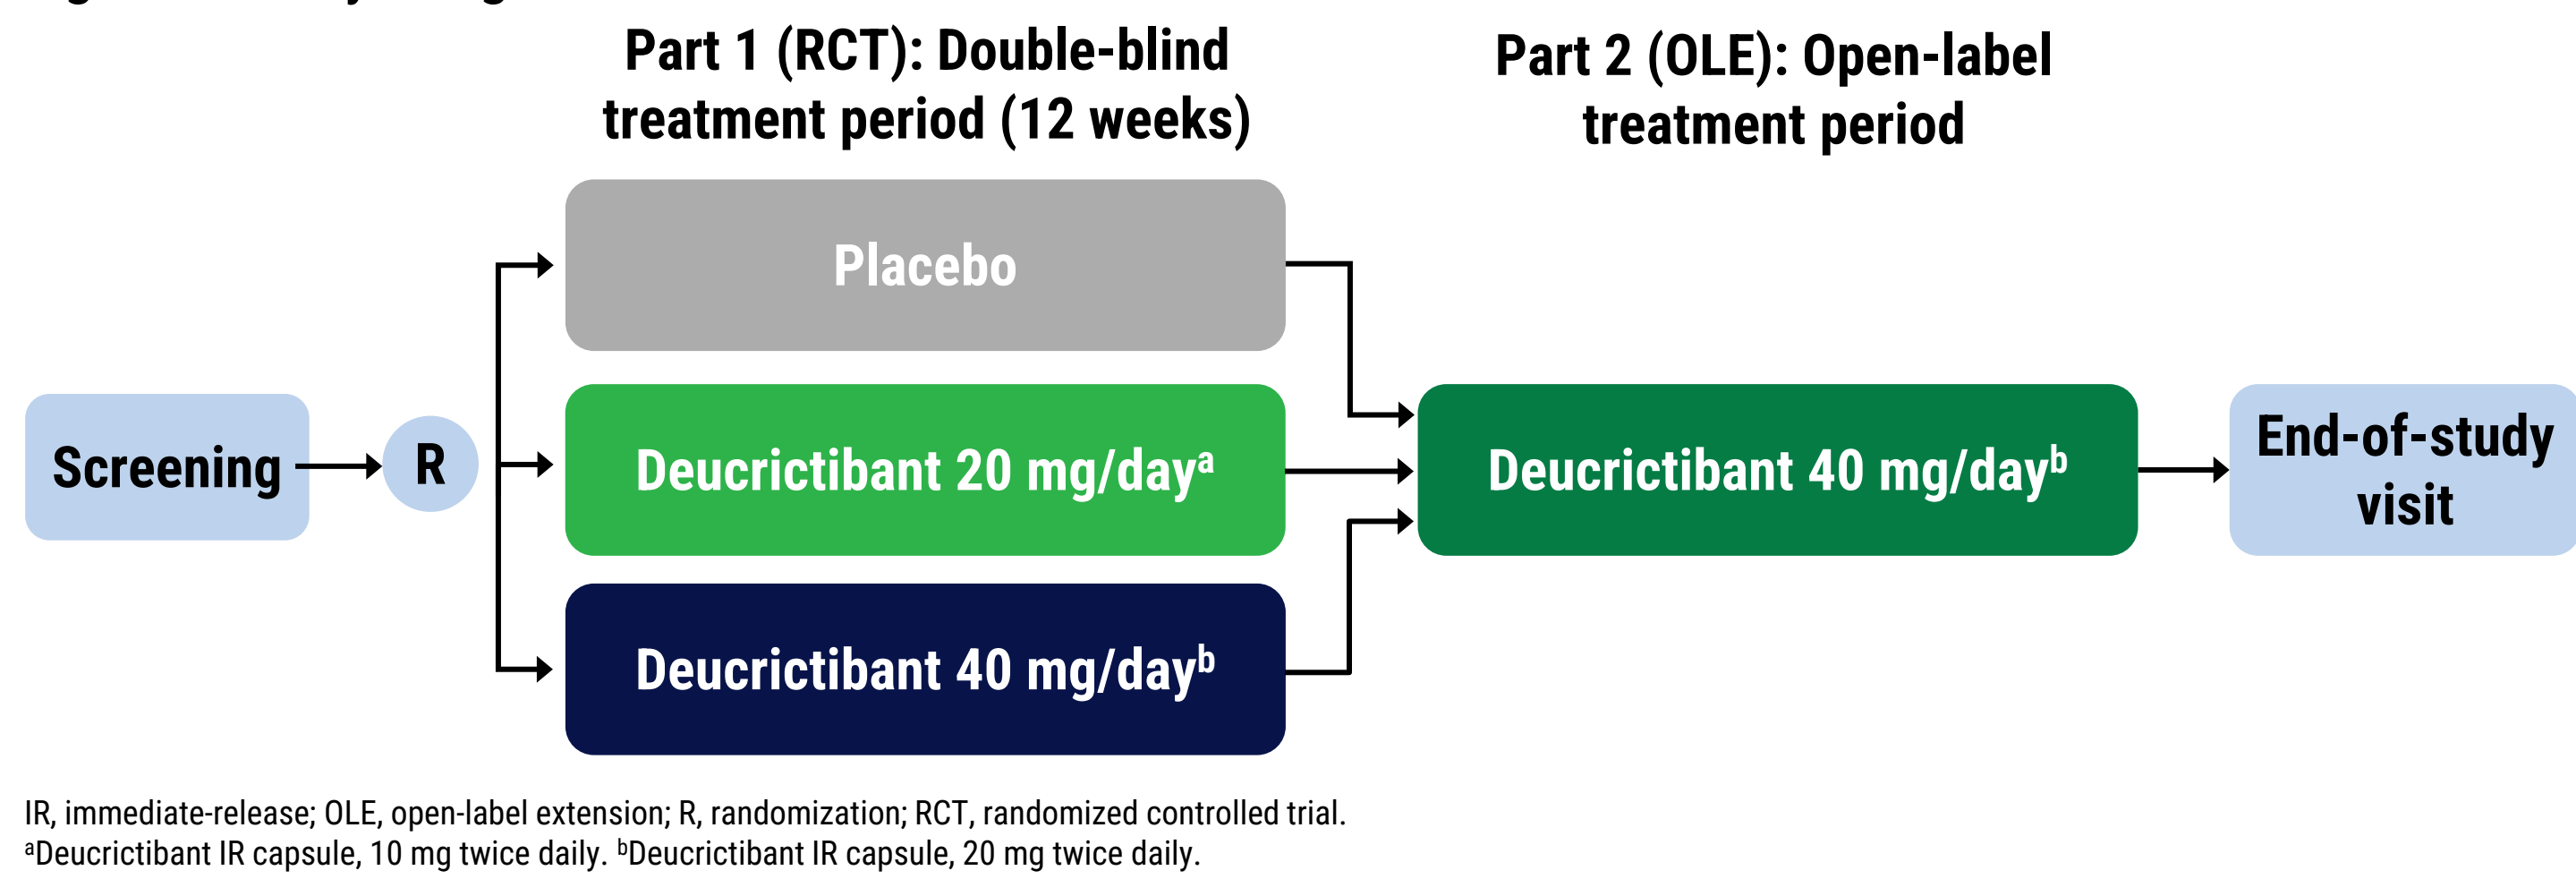 Part 1 (RCT): Double-blind
treatment period (12 weeks)
Part 2 (OLE): Open-label
treatment period
Placebo
Screening
R
Deucrictibant 20 mg/dayᵃ
Deucrictibant 40 mg/dayᵇ
Deucrictibant 40 mg/dayᵇ
End-of-study
visit
IR, immediate-release; OLE, open-label extension; R, randomization; RCT, randomized controlled trial.
ᵃDeucrictibant IR capsule, 10 mg twice daily. ᵇDeucrictibant IR capsule, 20 mg twice daily.